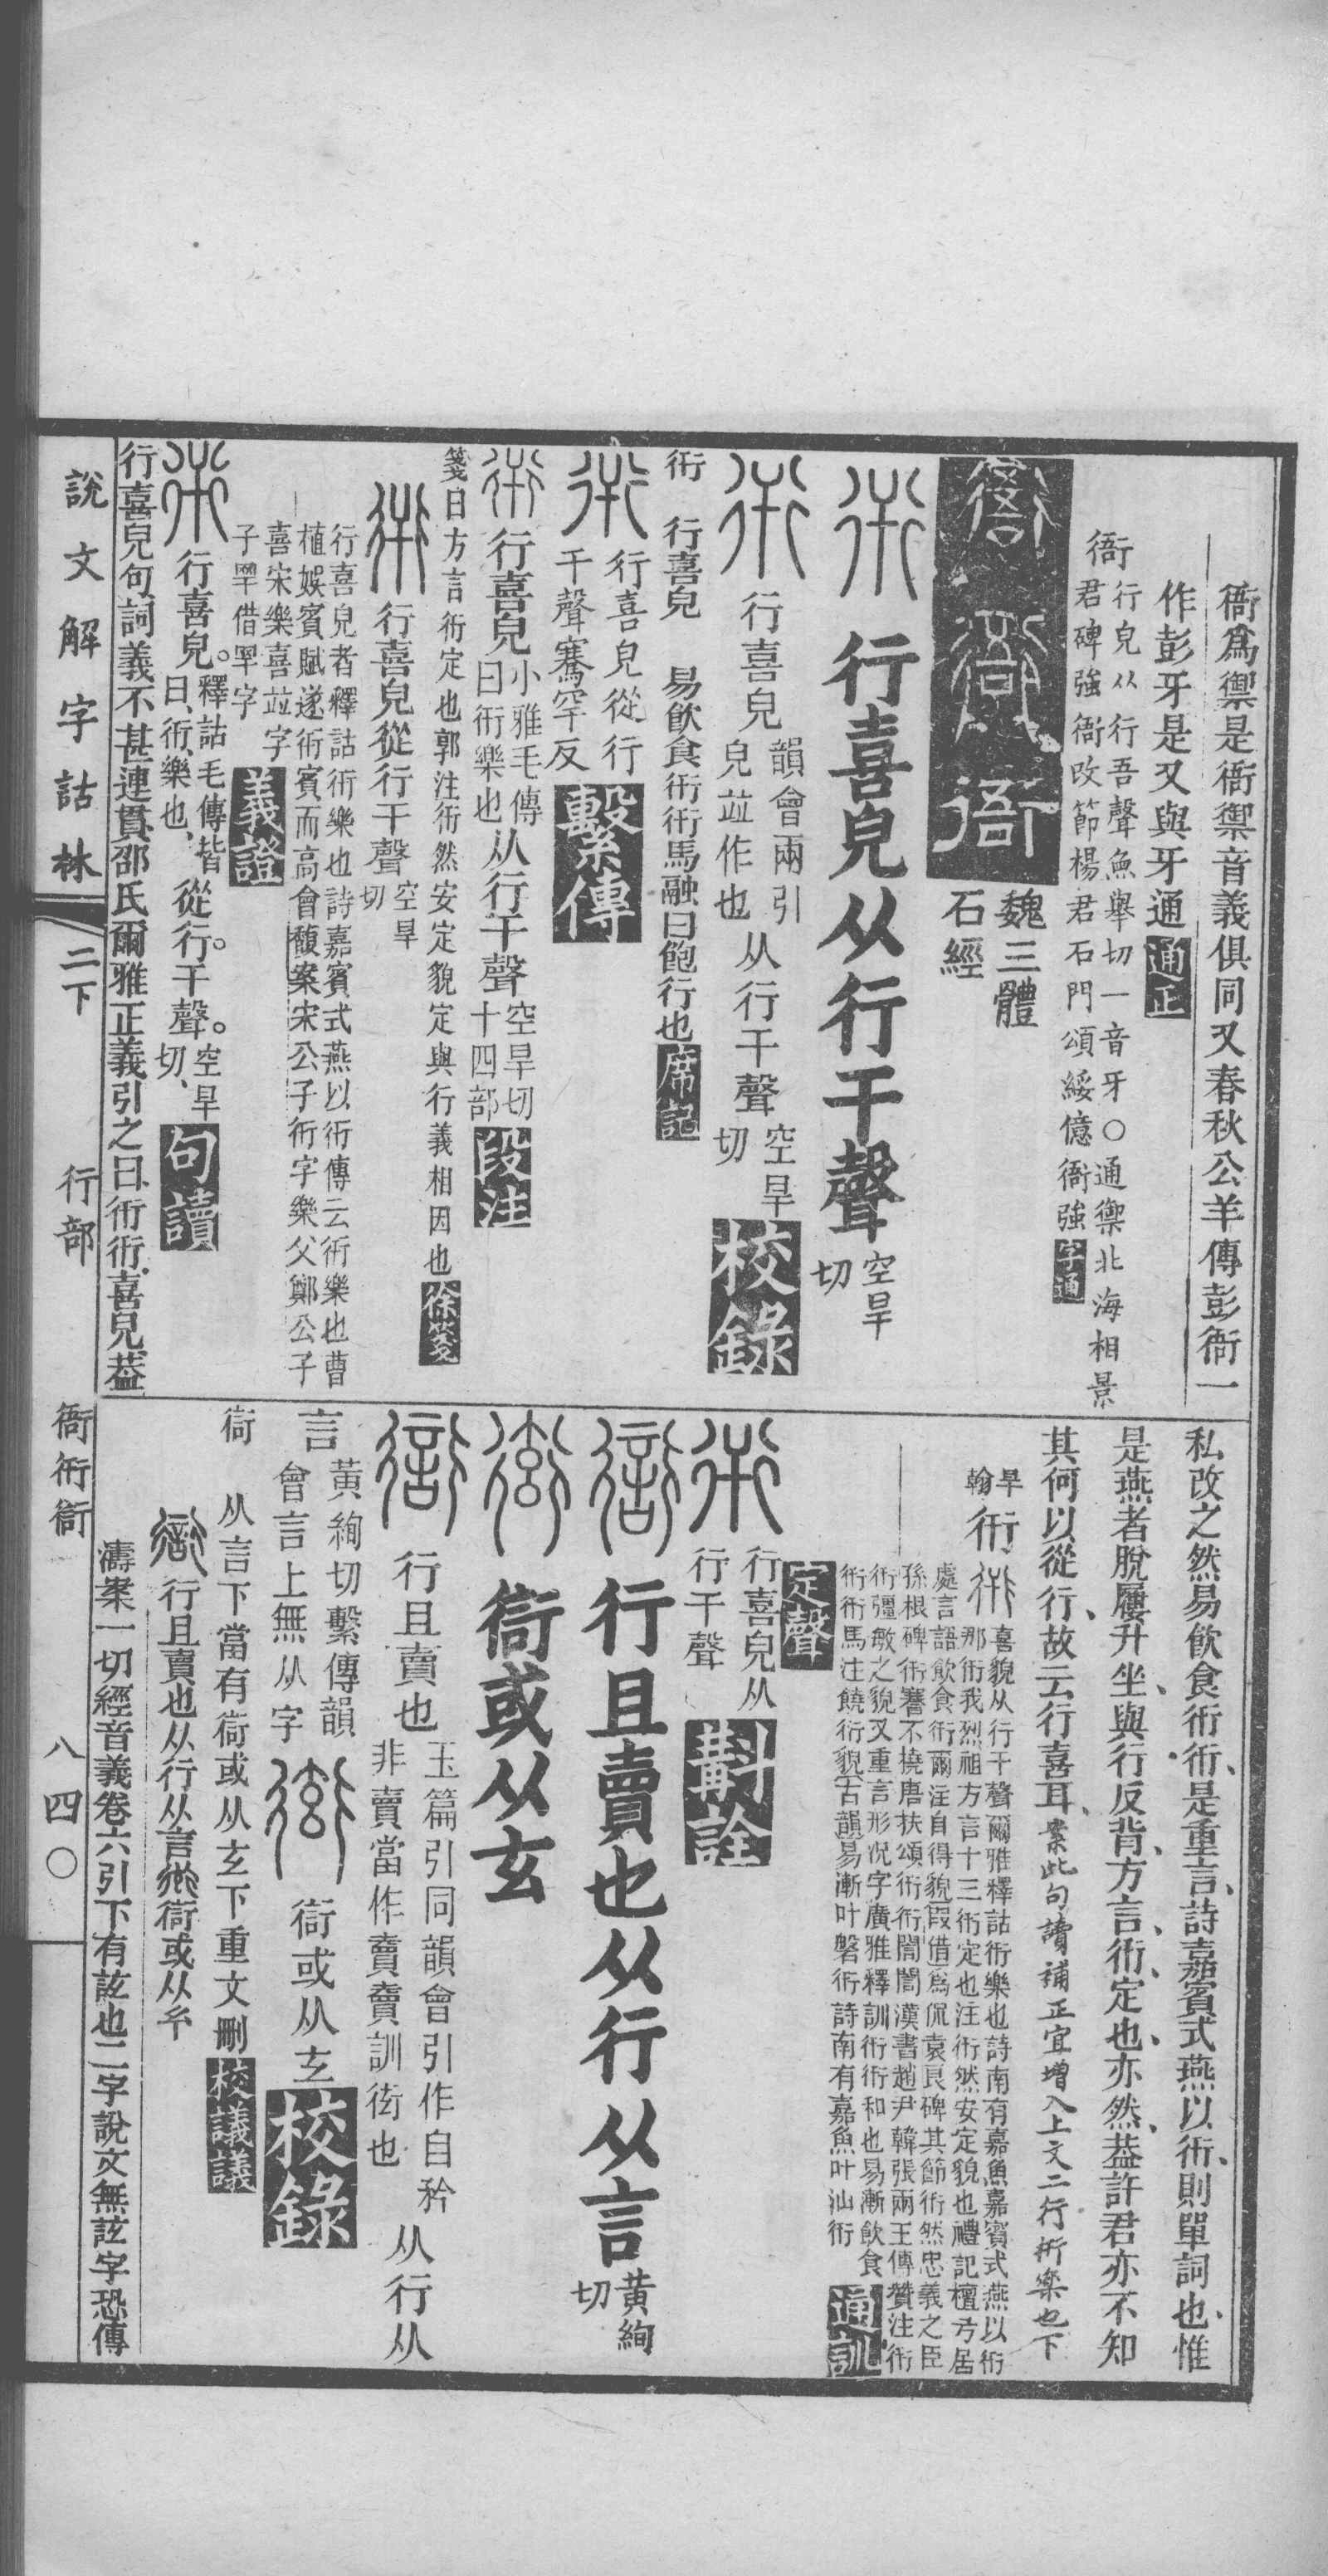 衙爲禦是衙禦音義俱同又春秋公羊傳彭衙一
作彭牙是又與牙通 通正
衙 行皃从行吾聲魚舉切一音牙〇通禦北海相景
君碑強衙改節楊君石門頌綏億衙強 字通
魏三體
石經
行喜皃从行干聲 空旱
切
行喜皃 韻會兩引
皃並作也 从行干聲 空旱
切 校錄
衎 行喜皃 易飮食衎衎馬融曰飽行也 席記
行喜皃從行
干聲騫罕反 繫傳
行喜皃 小雅毛傳
曰衎樂也 从行干聲 空旱切
十四部 段注
箋曰方言衎定也郭注衎然安定貌定與行義相因也 徐箋
行喜皃從行干聲 空旱
切
行喜皃者釋詁衎樂也詩嘉賓式燕以衎傳云衎樂也曹
植娛賓賦遂衎賓而高會馥案宋公子衎字樂父鄭公子
喜宋樂喜並字
子罕借罕字 義證
行喜皃。 釋詁毛傳皆
曰、衎、樂也、 從行。干聲。 空旱
切、 句讀
行喜皃句詞義不甚連貫邵氏爾雅正義引之曰、衎衎、喜皃、葢
私改之然易飮食衎衎、是重言、詩嘉賓式燕以衎、則單詞也、惟
是燕者脫屨升坐、與行反背、方言、衎、定也、亦然、葢許君亦不知
其何以從行、故云行喜耳、 案此句讀補正宜增入上文二行衎樂也下
旱
翰 衎 喜貌从行干聲爾雅釋詁衎樂也詩南有嘉魚嘉賓式燕以衎
那衎我烈祖方言十三衎定也注衎然安定貌也禮記檀弓居
處言語飮食衎爾注自得貌叚借爲侃袁良碑其節衎然忠義之臣
孫根碑衎謇不撓唐扶頌衎衎誾誾漢書趙尹韓張兩王傳贊注衎
衎彊敏之貌又重言形況字廣雅釋訓衎衎和也易漸飮食
衎衎馬注饒衎貌古韻易漸叶磐衎詩南有嘉魚叶汕衎 通訓
定聲
行喜皃从
行干聲 斠詮
行且賣也从行从言 黃絢
切
衒或从玄
行且賣也 玉篇引同韻會引作自矜
非賣當作賣賣訓衒也 从行从
言 黃絢切繫傳韻
會言上無从字 衒或从玄 校錄
衒 从言下當有衒或从玄下重文刪 校議議
行且賣也从行从言 衒或从
濤案一切經音義卷六引下有詃也二字說文無詃字恐傳
說文解字詁林 二下 行部 衙衎衒 八四〇